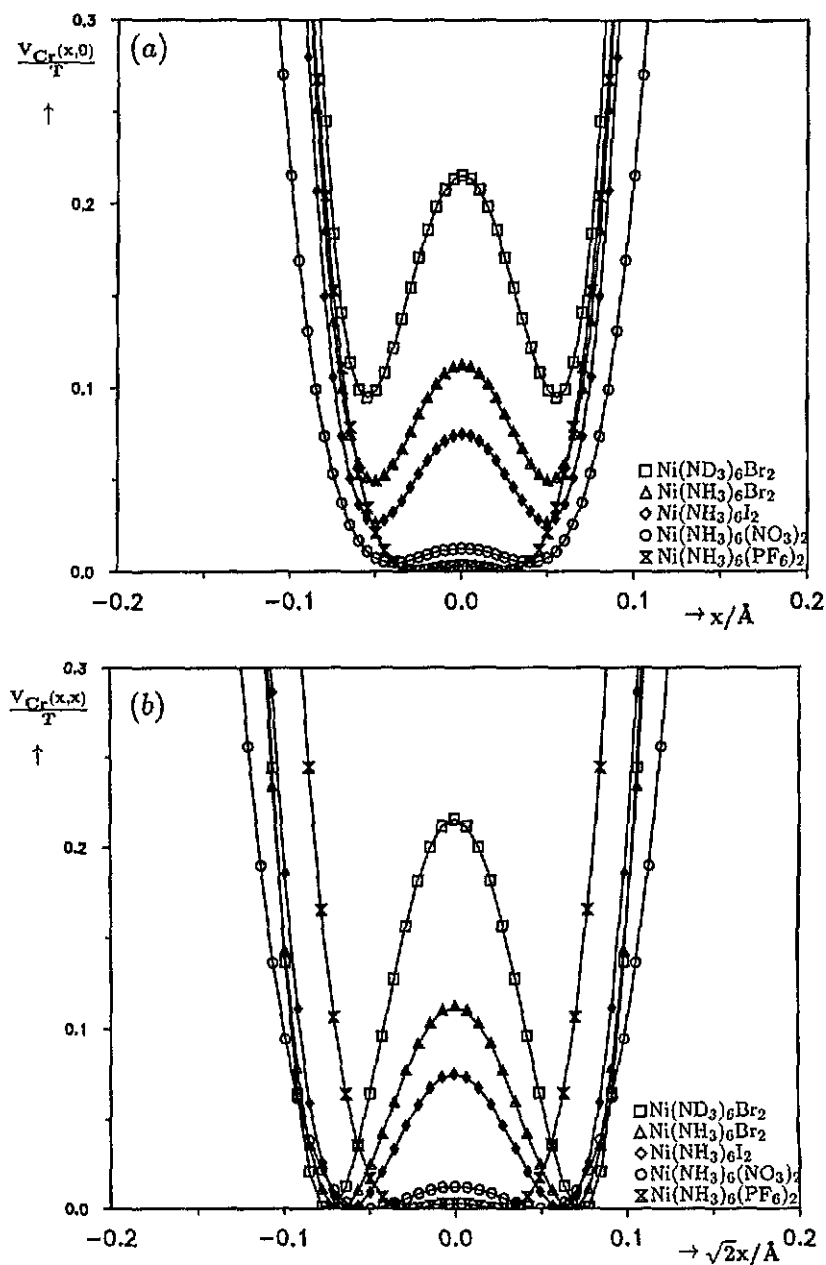 0.3
V_Cr(x,0)/T
(a)
↑
0.2
0.1
□Ni(ND₃)₆Br₂
△Ni(NH₃)₆Br₂
◇Ni(NH₃)₆I₂
○Ni(NH₃)₆(NO₃)₂
⧖Ni(NH₃)₆(PF₆)₂
0.0
−0.2 −0.1 0.0 0.1 0.2
→ x/Å
0.3
V_Cr(x,x)/T
(b)
↑
0.2
0.1
□Ni(ND₃)₆Br₂
△Ni(NH₃)₆Br₂
◇Ni(NH₃)₆I₂
○Ni(NH₃)₆(NO₃)₂
⧖Ni(NH₃)₆(PF₆)₂
0.0
−0.2 −0.1 0.0 0.1 0.2
→ √2x/Å